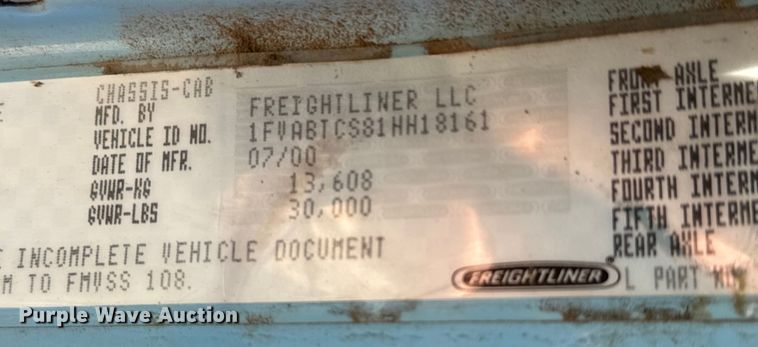 CHASSIS-CAB
MFD. BY FREIGHTLINER LLC
VEHICLE ID NO. 1FVABTCS81HH18161
DATE OF MFR. 07/00
GVWR-KG 13,608
GVWR-LBS 30,000
INCOMPLETE VEHICLE DOCUMENT
M TO FMVSS 108.
FRONT AXLE
FIRST INTERME
SECOND INTERM
THIRD INTERME
FOURTH INTERM
FIFTH INTERME
REAR AXLE
L PART
FREIGHTLINER
Purple Wave Auction